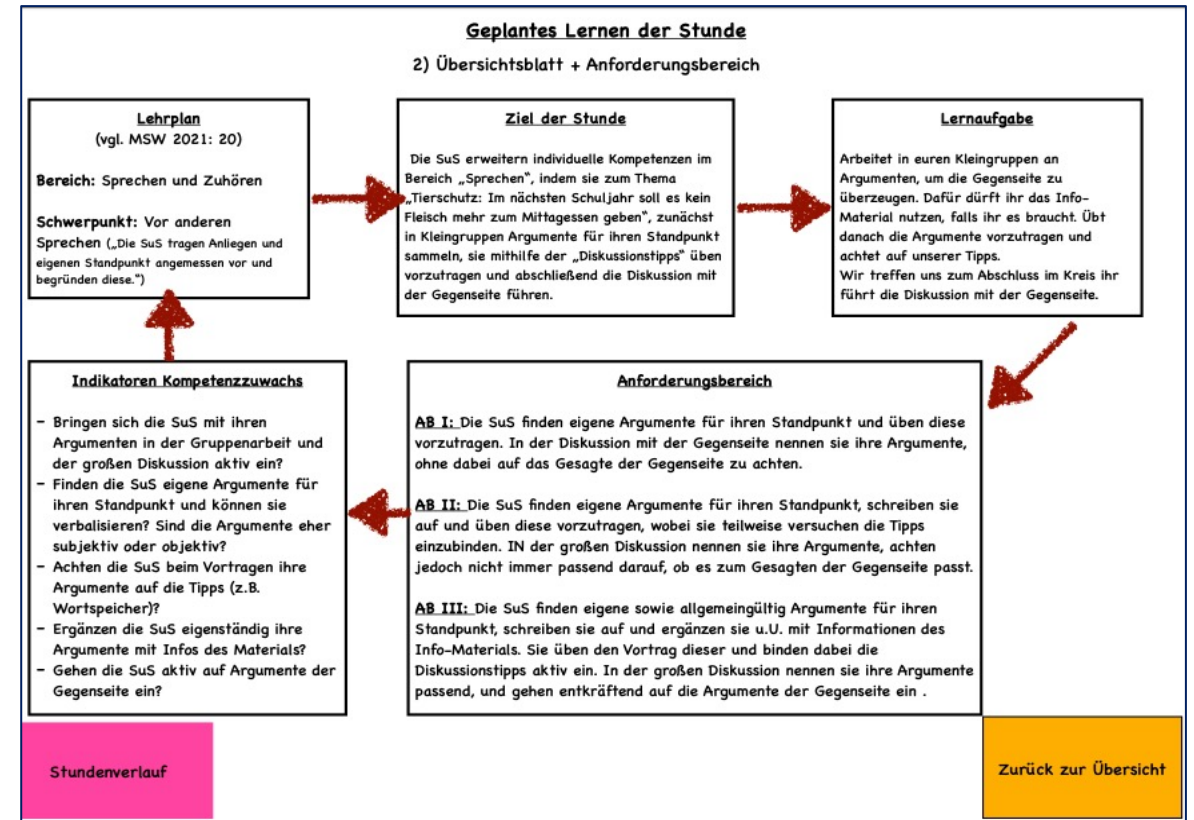 Geplantes Lernen der Stunde
2) Übersichtsblatt + Anforderungsbereich
Lehrplan
(vgl. MSW 2021: 20)
Bereich: Sprechen und Zuhören
Schwerpunkt: Vor anderen
Sprechen („Die SuS tragen Anliegen und
eigenen Standpunkt angemessen vor und
begründen diese.“)
Ziel der Stunde
Die SuS erweitern individuelle Kompetenzen im
Bereich „Sprechen“, indem sie zum Thema
„Tierschutz: Im nächsten Schuljahr soll es kein
Fleisch mehr zum Mittagessen geben“, zunächst
in Kleingruppen Argumente für ihren Standpunkt
sammeln, sie mithilfe der „Diskussionstipps“ üben
vorzutragen und abschließend die Diskussion mit
der Gegenseite führen.
Lernaufgabe
Arbeitet in euren Kleingruppen an
Argumenten, um die Gegenseite zu
überzeugen. Dafür dürft ihr das Info-
Material nutzen, falls ihr es braucht. Übt
danach die Argumente vorzutragen und
achtet auf unserer Tipps.
Wir treffen uns zum Abschluss im Kreis ihr
führt die Diskussion mit der Gegenseite.
Indikatoren Kompetenzzuwachs
- Bringen sich die SuS mit ihren
Argumenten in der Gruppenarbeit und
der großen Diskussion aktiv ein?
- Finden die SuS eigene Argumente für
ihren Standpunkt und können sie
verbalisieren? Sind die Argumente eher
subjektiv oder objektiv?
- Achten die SuS beim Vortragen ihre
Argumente auf die Tipps (z.B.
Wortspeicher)?
- Ergänzen die SuS eigenständig ihre
Argumente mit Infos des Materials?
- Gehen die SuS aktiv auf Argumente der
Gegenseite ein?
Anforderungsbereich
AB I: Die SuS finden eigene Argumente für ihren Standpunkt und üben diese
vorzutragen. In der Diskussion mit der Gegenseite nennen sie ihre Argumente,
ohne dabei auf das Gesagte der Gegenseite zu achten.
AB II: Die SuS finden eigene Argumente für ihren Standpunkt, schreiben sie
auf und üben diese vorzutragen, wobei sie teilweise versuchen die Tipps
einzubinden. IN der großen Diskussion nennen sie ihre Argumente, achten
jedoch nicht immer passend darauf, ob es zum Gesagten der Gegenseite passt.
AB III: Die SuS finden eigene sowie allgemeingültig Argumente für ihren
Standpunkt, schreiben sie auf und ergänzen sie u.U. mit Informationen des
Info-Materials. Sie üben den Vortrag dieser und binden dabei die
Diskussionstipps aktiv ein. In der großen Diskussion nennen sie ihre Argumente
passend, und gehen entkräftend auf die Argumente der Gegenseite ein .
Stundenverlauf
Zurück zur Übersicht